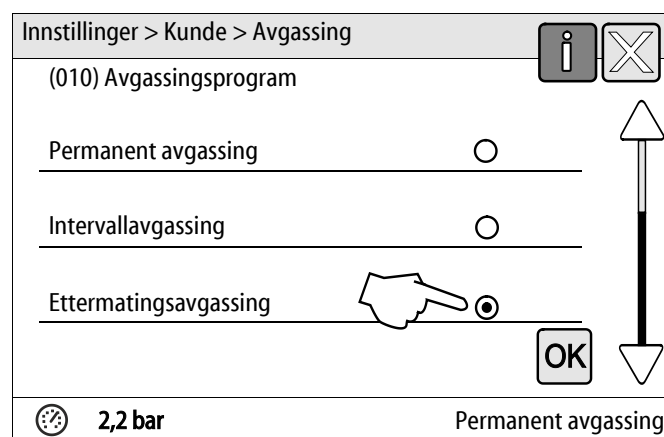 Innstillinger > Kunde > Avgassing
i X
(010) Avgassingsprogram
Permanent avgassing
Intervallavgassing
Ettermatingsavgassing
OK
2,2 bar Permanent avgassing